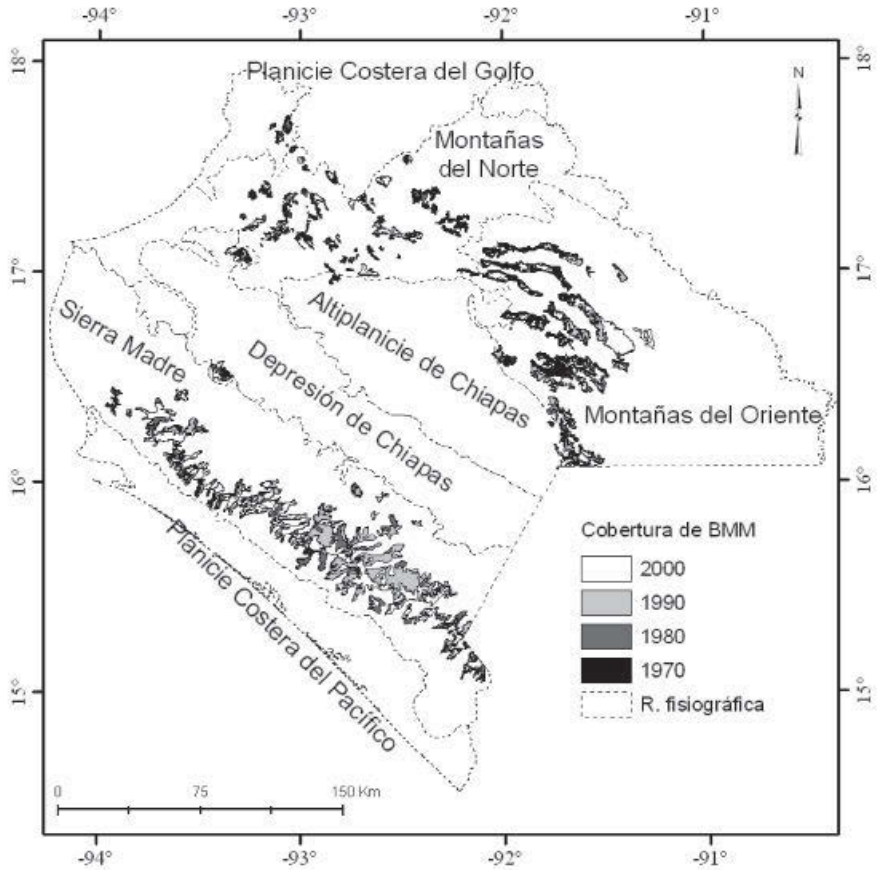 -94°
-93°
-92°
-91°
18°
18°
Planicie Costera del Golfo
N
Montañas
del Norte
17°
17°
Sierra Madre
Altiplanicie de Chiapas
Depresión de Chiapas
Montañas del Oriente
16°
16°
Planicie Costera del Pacífico
Cobertura de BMM
2000
1990
1980
1970
R. fisiográfica
15°
15°
0
75
150 Km
-94°
-93°
-92°
-91°